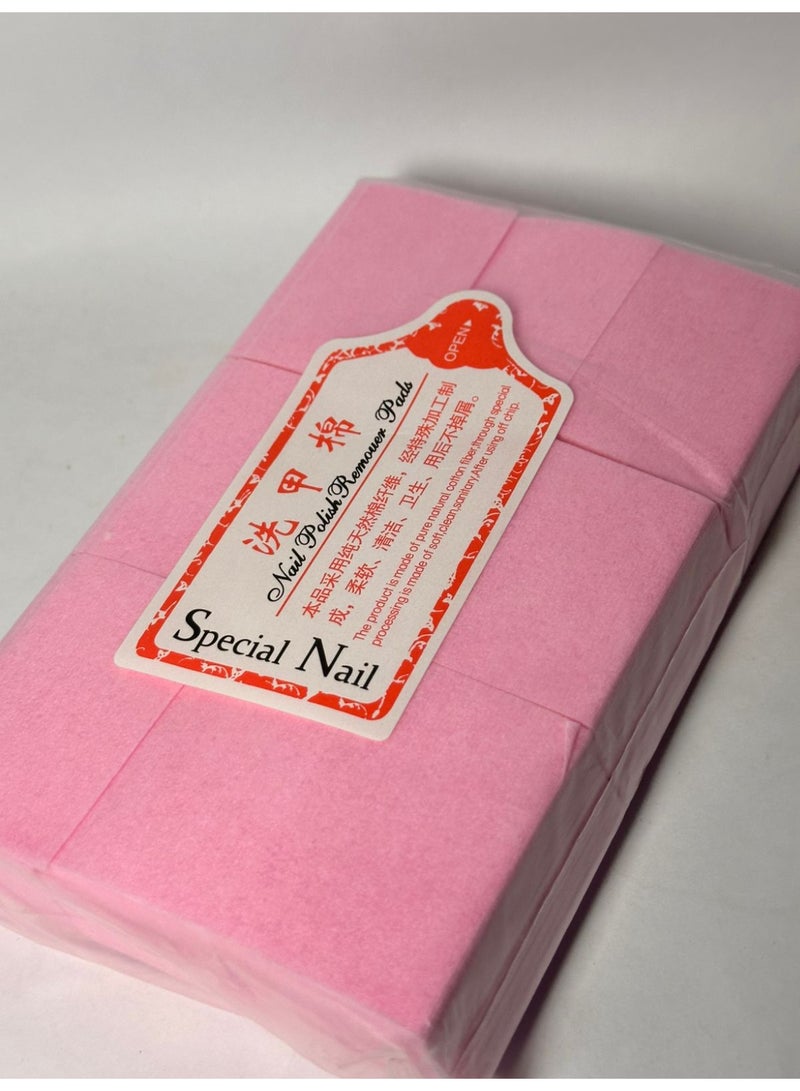 OPEN
洗甲棉
Nail Polish Remouer Pads
本品采用纯天然棉纤维，经特殊加工制
成，柔软、清洁、卫生、用后不掉屑。
The product is made of pure natural cotton fiber,through special
processing is made of soft,clean,sanitary,After using off chip.
Special Nail